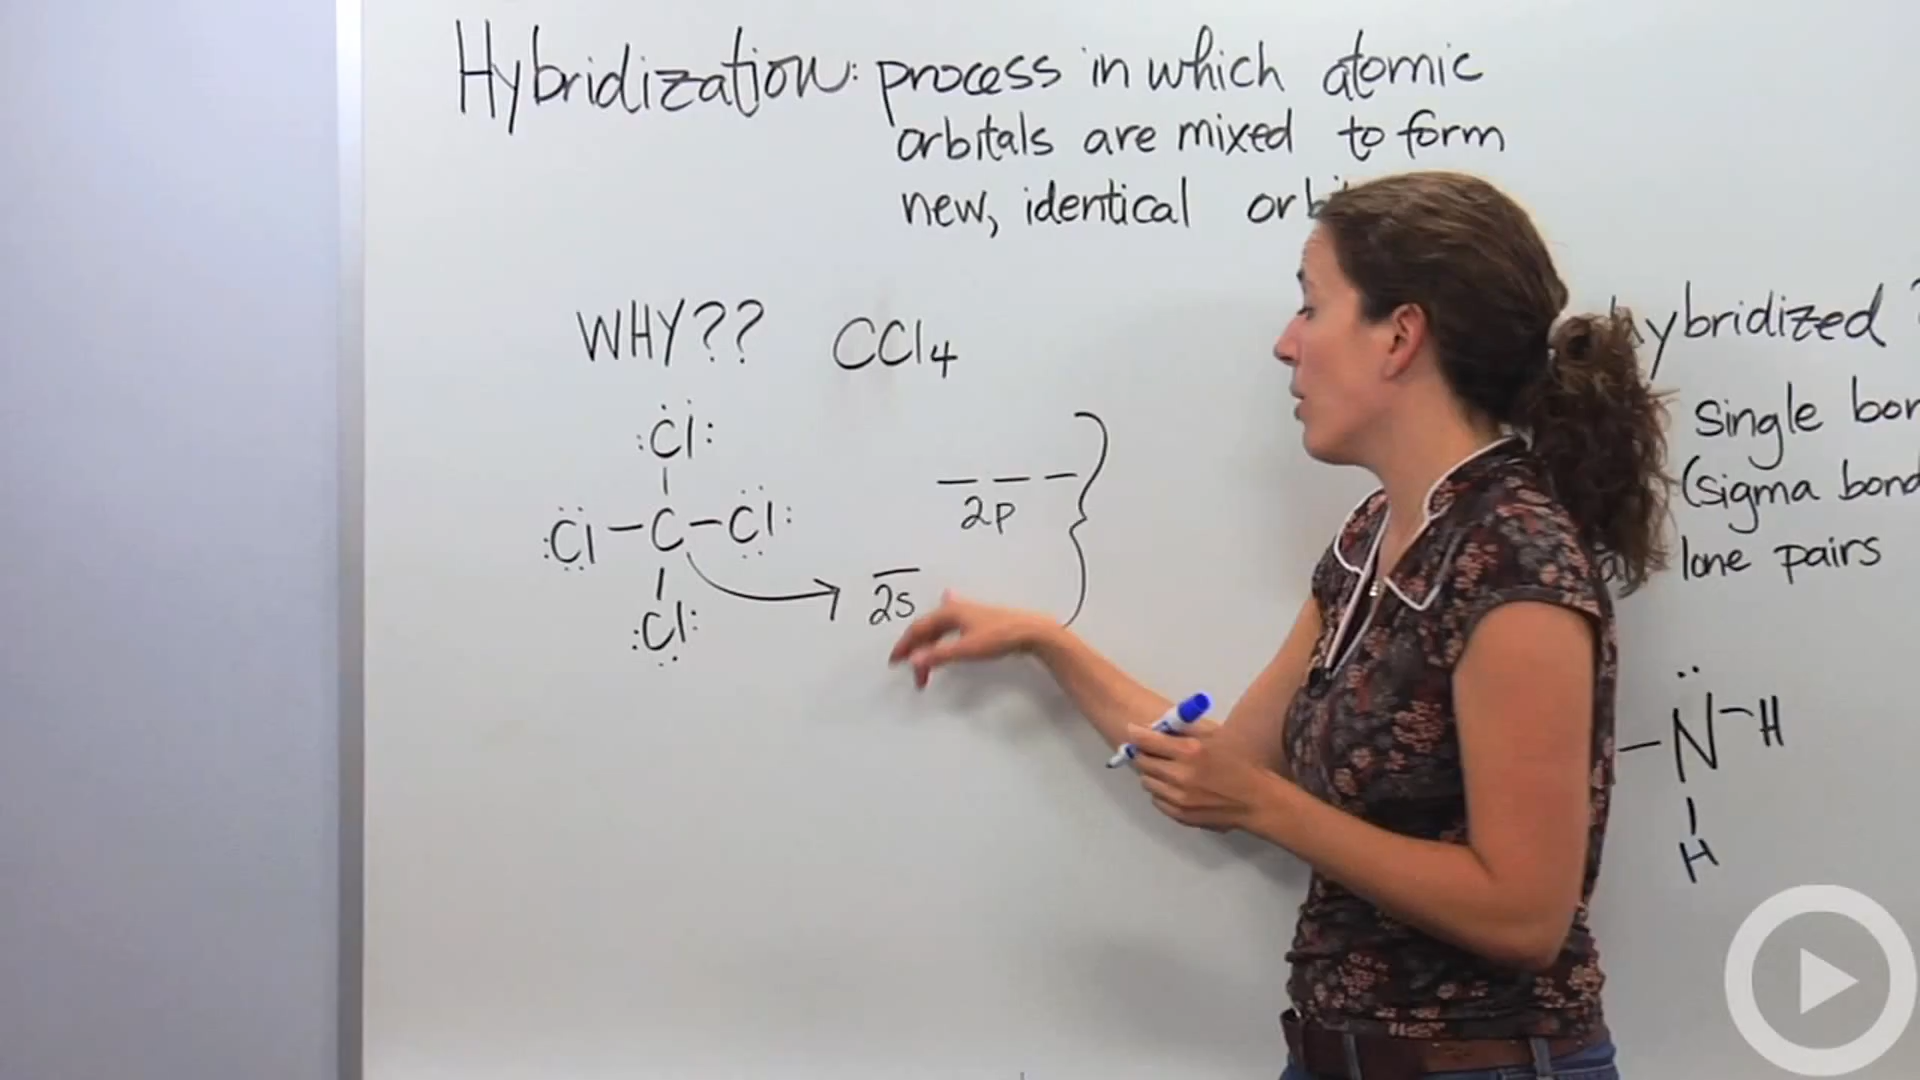 Hybridization: process in which atomic
orbitals are mixed to form
new, identical
WHY?? CCl4
:Cl:
:Cl-C-Cl:
:Cl:
2p
2s
hybridized ?
single
(sigma
lone pairs
-N-H
H